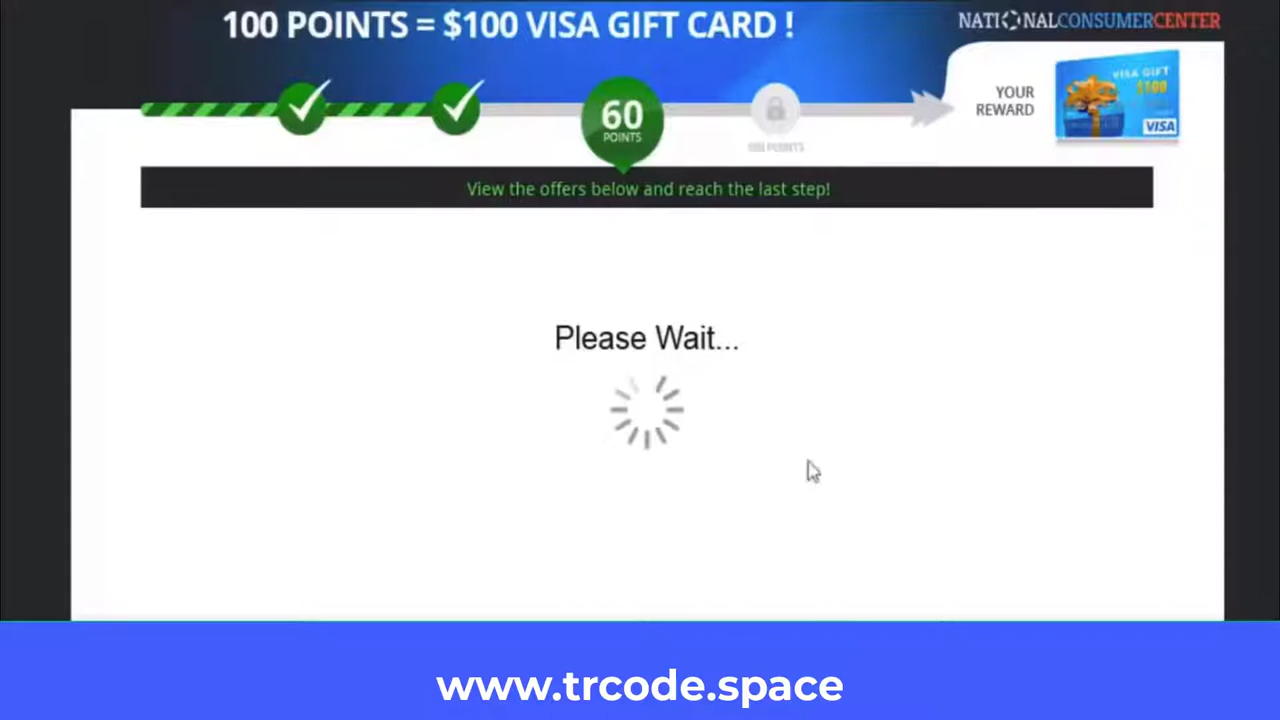 100 POINTS = $100 VISA GIFT CARD !
NATIONALCONSUMERCENTER
YOUR
REWARD
VISA GIFT
$100
VISA
60
POINTS
View the offers below and reach the last step!
Please Wait...
www.trcode.space